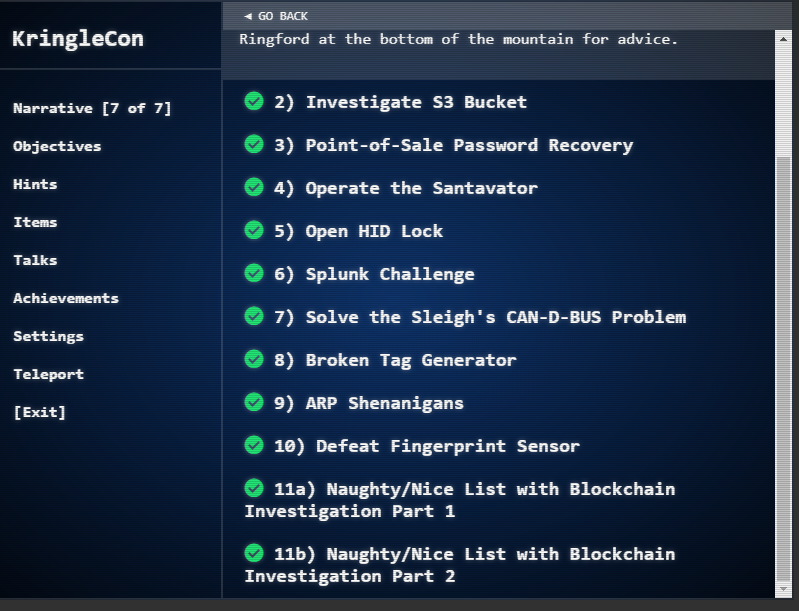 KringleCon
Narrative [7 of 7]
Objectives
Hints
Items
Talks
Achievements
Settings
Teleport
[Exit]
◄ GO BACK
Ringford at the bottom of the mountain for advice.
2) Investigate S3 Bucket
3) Point-of-Sale Password Recovery
4) Operate the Santavator
5) Open HID Lock
6) Splunk Challenge
7) Solve the Sleigh's CAN-D-BUS Problem
8) Broken Tag Generator
9) ARP Shenanigans
10) Defeat Fingerprint Sensor
11a) Naughty/Nice List with Blockchain
Investigation Part 1
11b) Naughty/Nice List with Blockchain
Investigation Part 2